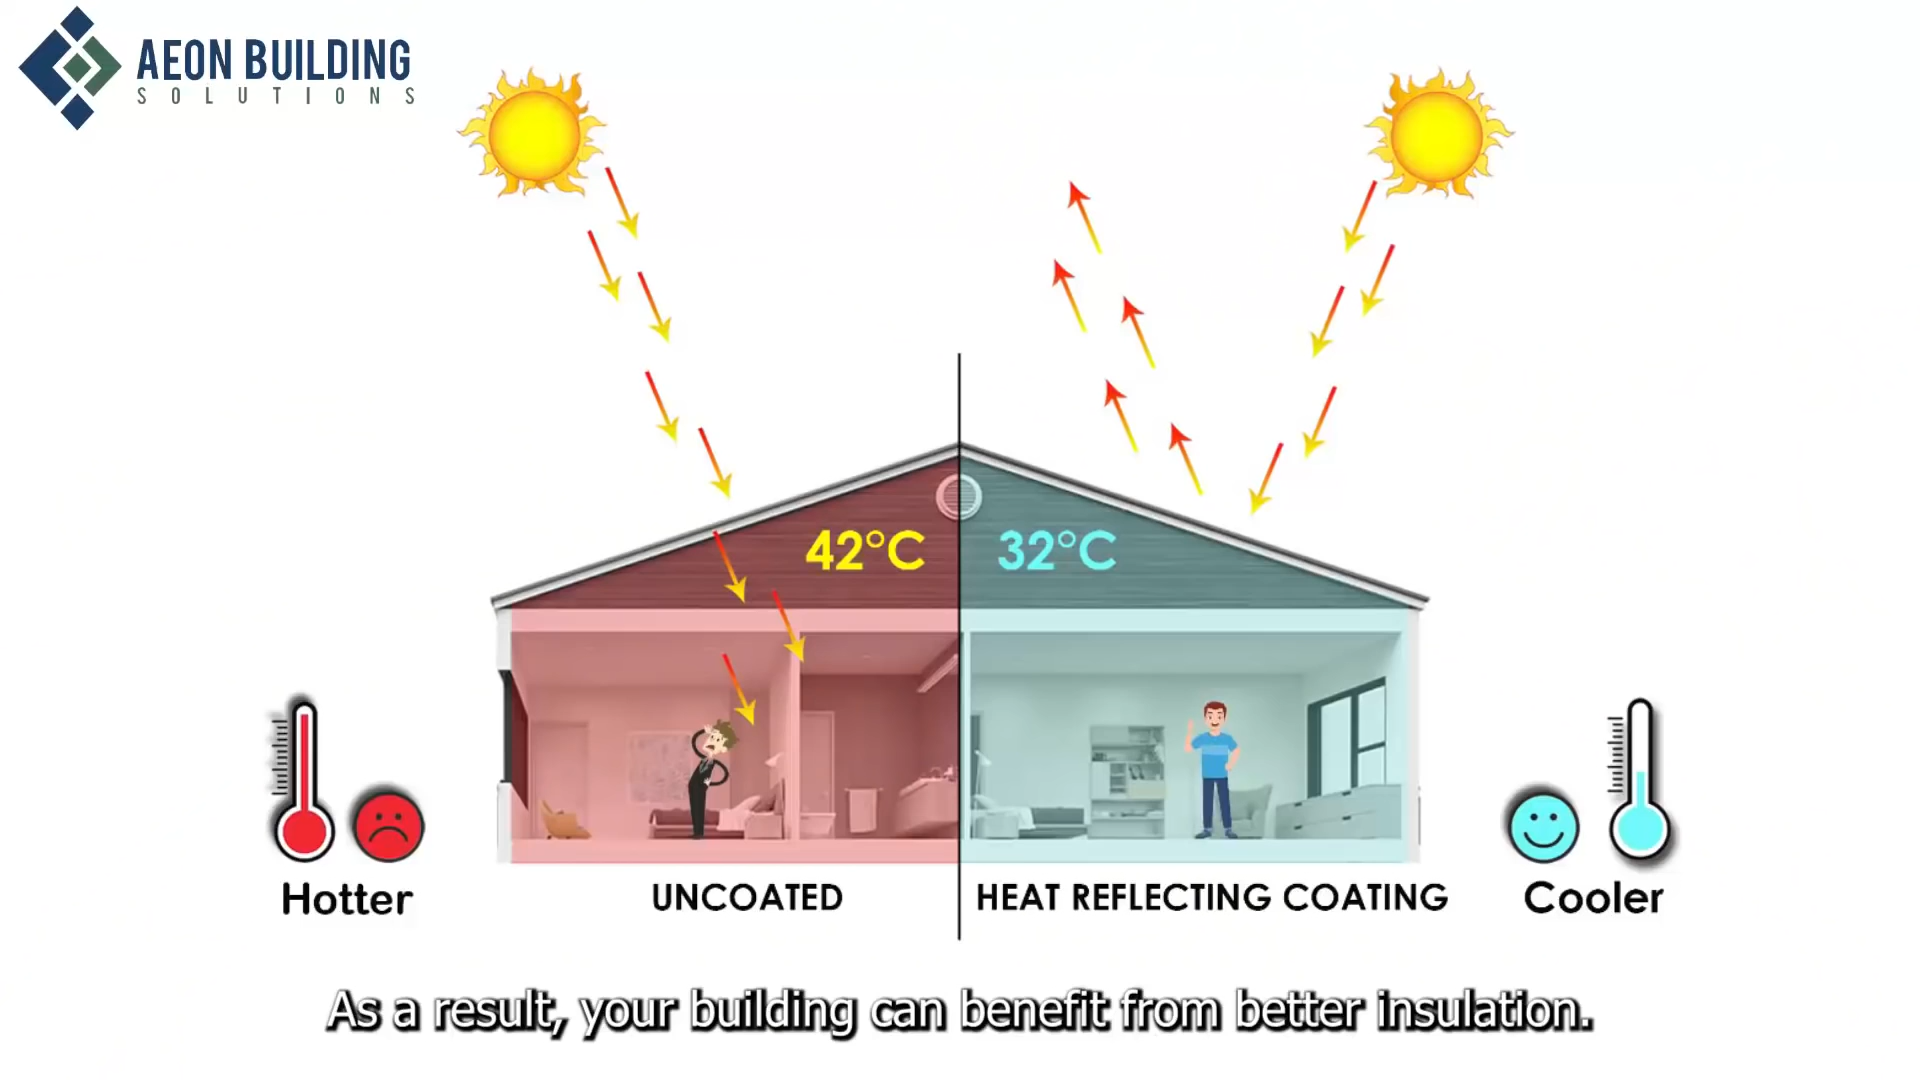 AEON BUILDING
SOLUTIONS
42°C
32°C
Hotter
UNCOATED
HEAT REFLECTING COATING
Cooler
As a result, your building can benefit from better insulation.